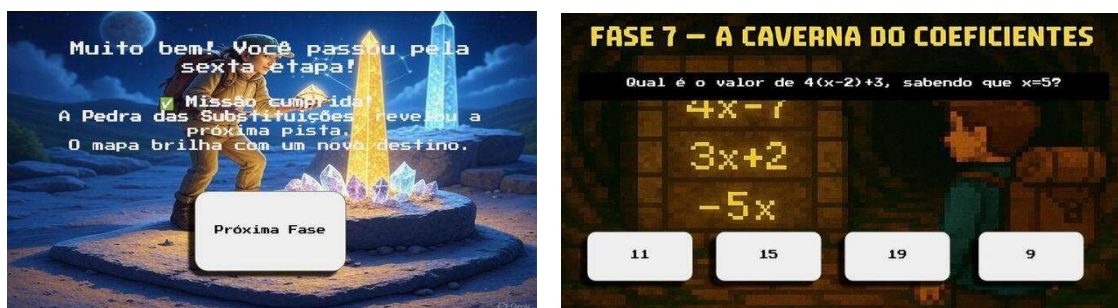 Muito bem! Você passou pela
sexta etapa!
✅ Missão cumprida!
A Pedra das Substituições revelou a
próxima pista.
O mapa brilha com um novo destino.
Próxima Fase
FASE 7 – A CAVERNA DO COEFICIENTES
Qual é o valor de 4(x-2)+3, sabendo que x=5?
4x-7
3x+2
-5x
11
15
19
9